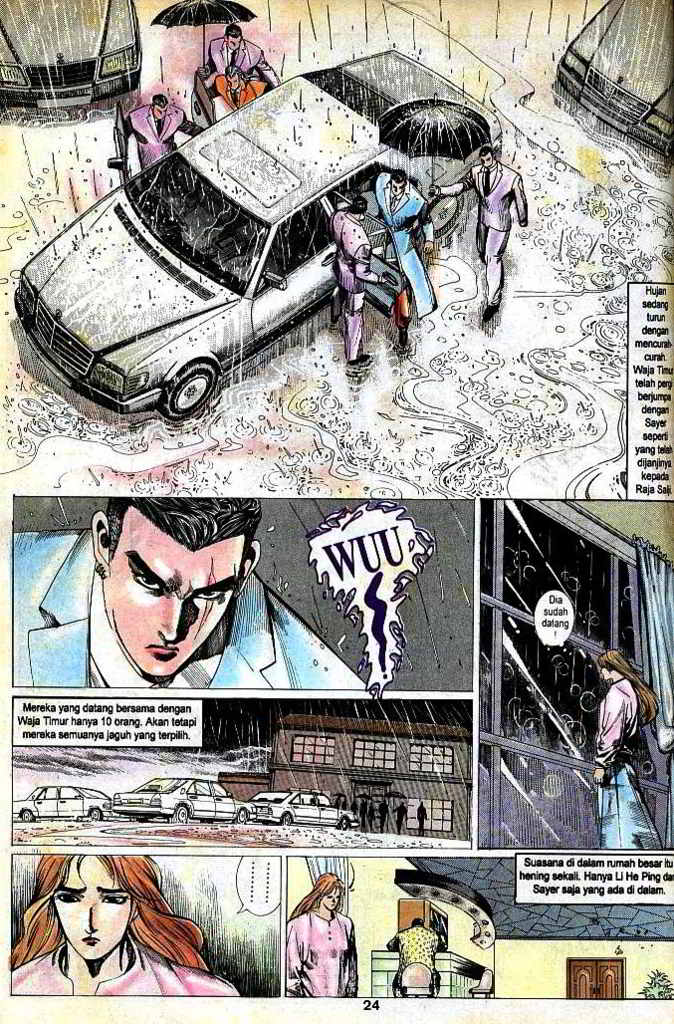 Hujan
sedang
turun
dengan
mencurah
curah.
Waja Timur
telah pergi
berjumpa
dengan
Sayer
seperti
yang telah
dijanjinya
kepada
Raja Saji.
WUU
Dia
sudah
datang
!
Mereka yang datang bersama dengan
Waja Timur hanya 10 orang. Akan tetapi
mereka semuanya jaguh yang terpilih.
Suasana di dalam rumah besar itu
hening sekali. Hanya Li He Ping dan
Sayer saja yang ada di dalam.
24